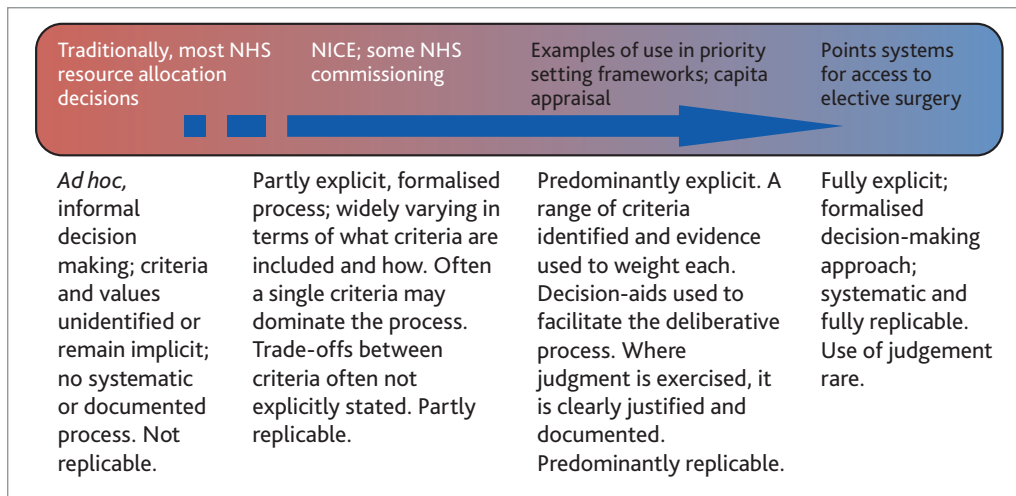 Traditionally, most NHS
resource allocation
decisions
NICE; some NHS
commissioning
Examples of use in priority
setting frameworks; capita
appraisal
Points systems
for access to
elective surgery
Ad hoc,
informal
decision
making; criteria
and values
unidentified or
remain implicit;
no systematic
or documented
process. Not
replicable.
Partly explicit, formalised
process; widely varying in
terms of what criteria are
included and how. Often
a single criteria may
dominate the process.
Trade-offs between
criteria often not
explicitly stated. Partly
replicable.
Predominantly explicit. A
range of criteria
identified and evidence
used to weight each.
Decision-aids used to
facilitate the deliberative
process. Where
judgment is exercised, it
is clearly justified and
documented.
Predominantly replicable.
Fully explicit;
formalised
decision-making
approach;
systematic and
fully replicable.
Use of judgement
rare.